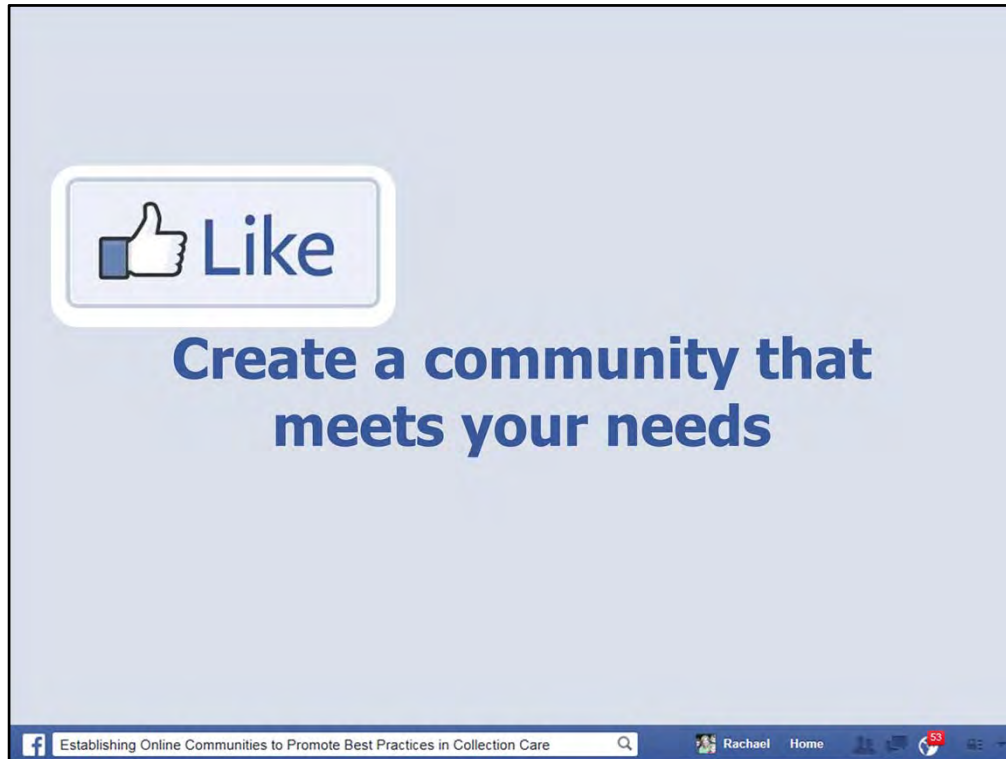 Like
Create a community that
meets your needs
f Establishing Online Communities to Promote Best Practices in Collection Care Rachael Home 53